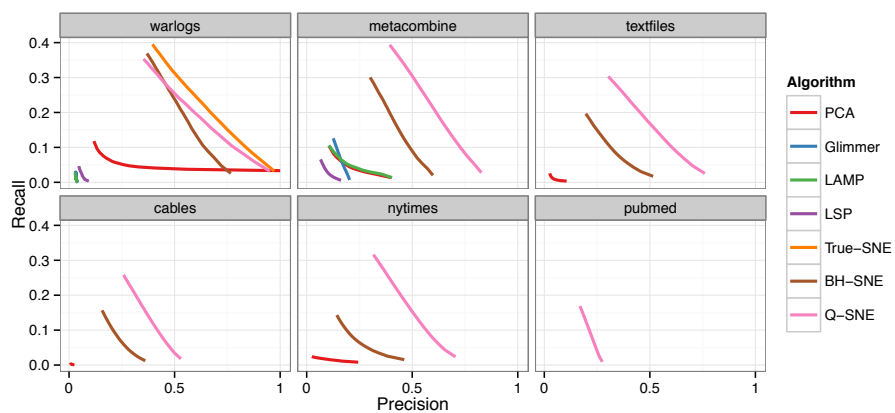 warlogs metacombine textfiles
0.4
0.3
0.2
0.1
0.0
cables nytimes pubmed
0.4
0.3
0.2
0.1
0.0
0 0.5 1 0 0.5 1 0 0.5 1
Precision
Recall
Algorithm
PCA
Glimmer
LAMP
LSP
True-SNE
BH-SNE
Q-SNE